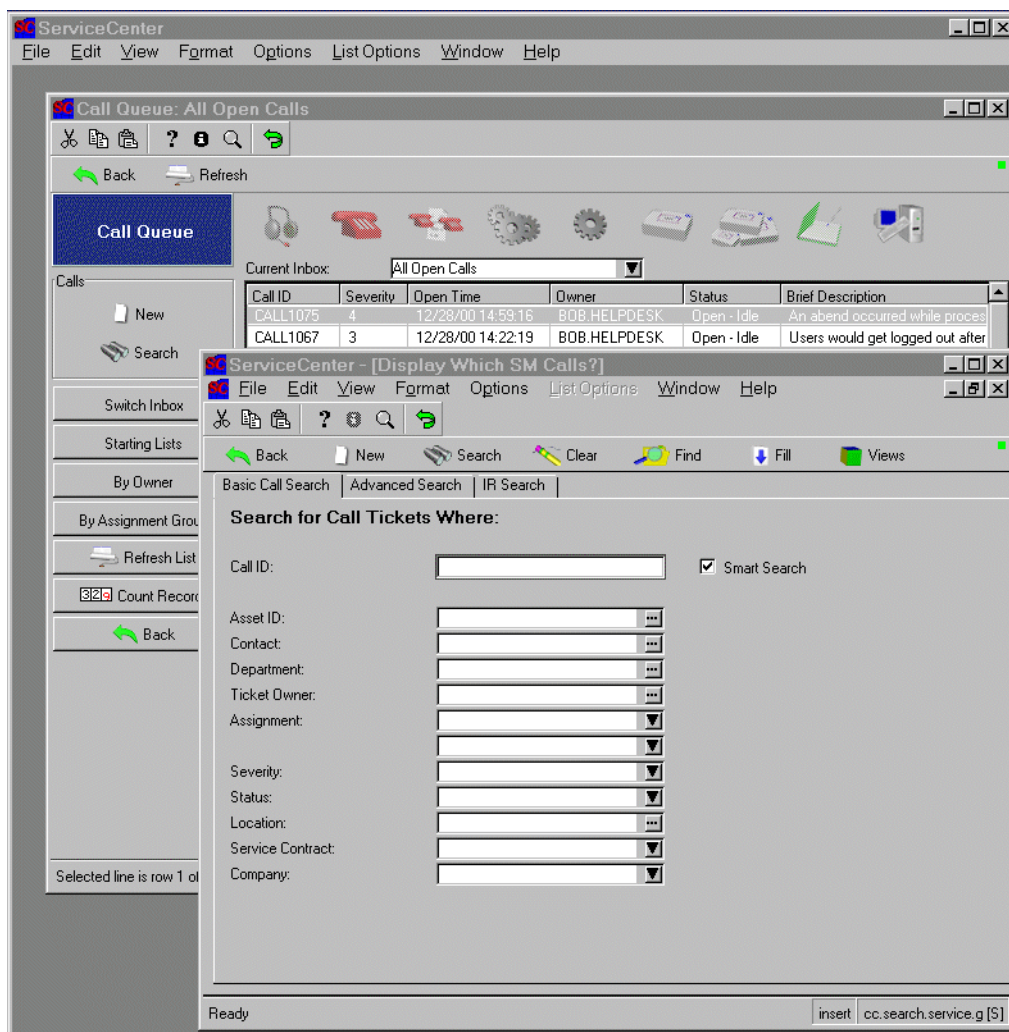 SC ServiceCenter
File Edit View Format Options List Options Window Help
SC Call Queue: All Open Calls
Back Refresh
Call Queue
Current Inbox: All Open Calls
Calls
New
Search
Call ID Severity Open Time Owner Status Brief Description
CALL1075 4 12/28/00 14:59:16 BOB.HELPDESK Open - Idle An abend occurred while proces
CALL1067 3 12/28/00 14:22:19 BOB.HELPDESK Open - Idle Users would get logged out after
Switch Inbox
Starting Lists
By Owner
By Assignment Grou
Refresh List
329 Count Record
Back
Selected line is row 1 of
SC ServiceCenter - [Display Which SM Calls?]
SC File Edit View Format Options List Options Window Help
Back New Search Clear Find Fill Views
Basic Call Search Advanced Search IR Search
Search for Call Tickets Where:
Call ID: Smart Search
Asset ID:
Contact:
Department:
Ticket Owner:
Assignment:
Severity:
Status:
Location:
Service Contract:
Company:
Ready insert cc.search.service.g [S]